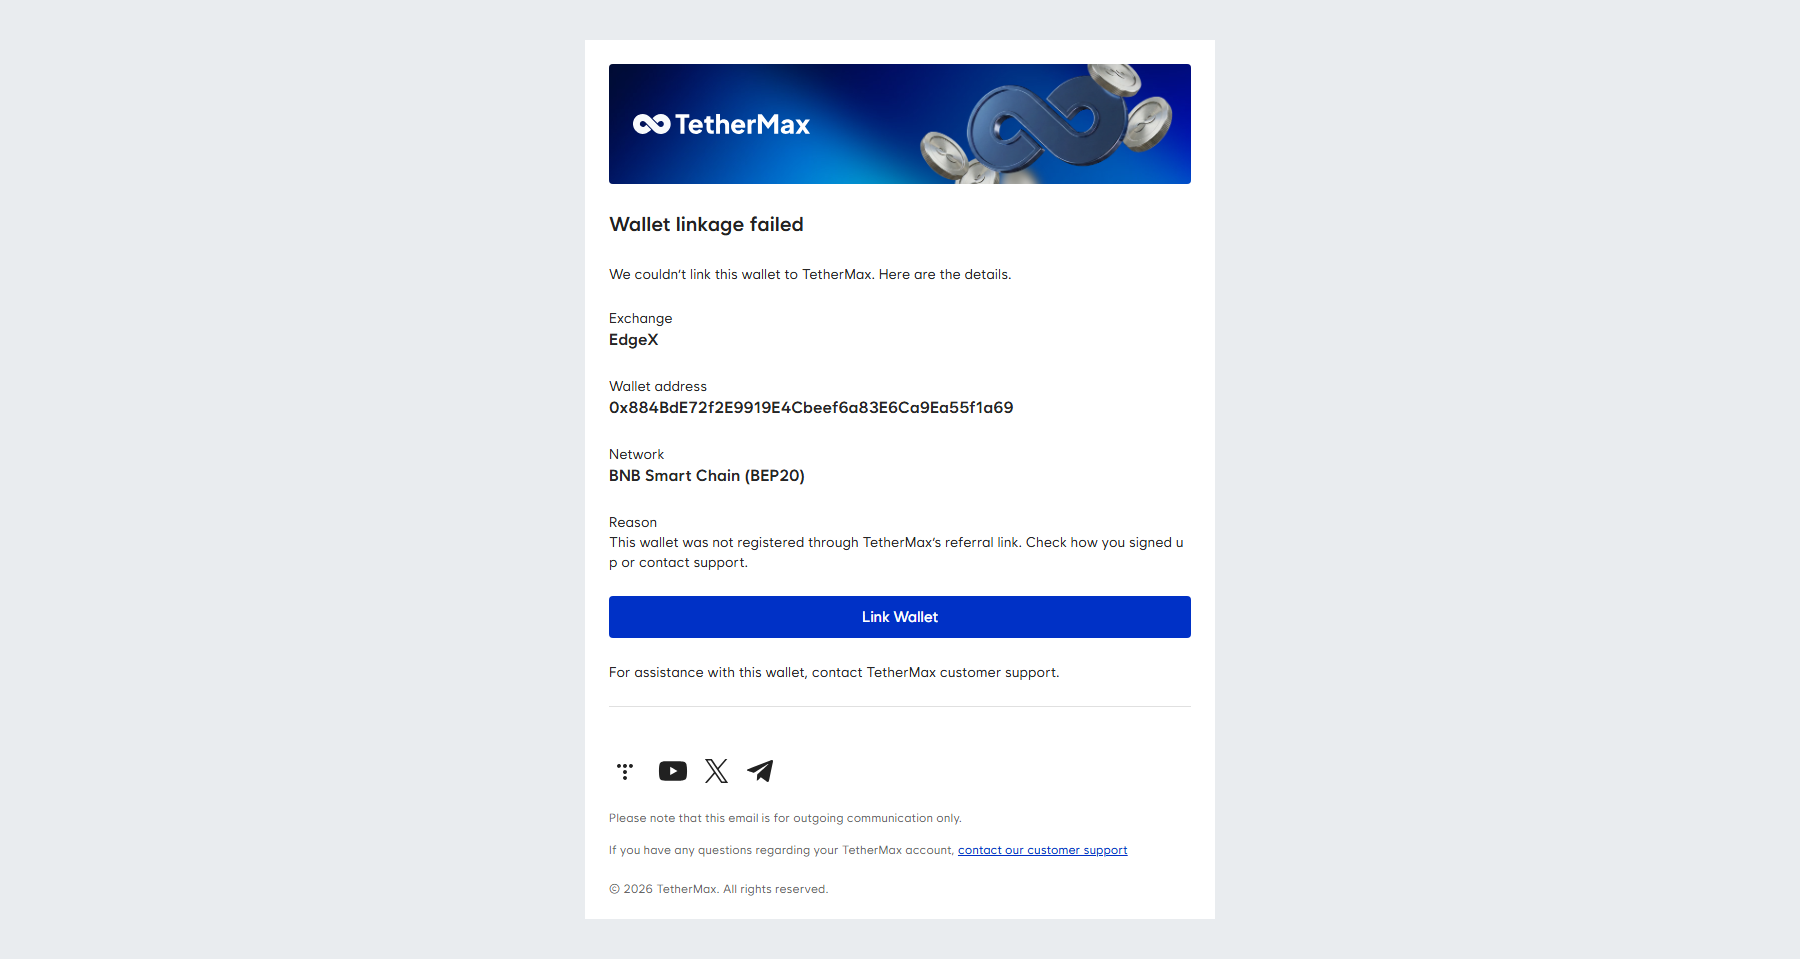 TetherMax
Wallet linkage failed
We couldn’t link this wallet to TetherMax. Here are the details.
Exchange
EdgeX
Wallet address
0x884BdE72f2E9919E4Cbeef6a83E6Ca9Ea55f1a69
Network
BNB Smart Chain (BEP20)
Reason
This wallet was not registered through TetherMax’s referral link. Check how you signed u
p or contact support.
Link Wallet
For assistance with this wallet, contact TetherMax customer support.
Please note that this email is for outgoing communication only.
If you have any questions regarding your TetherMax account, contact our customer support
© 2026 TetherMax. All rights reserved.